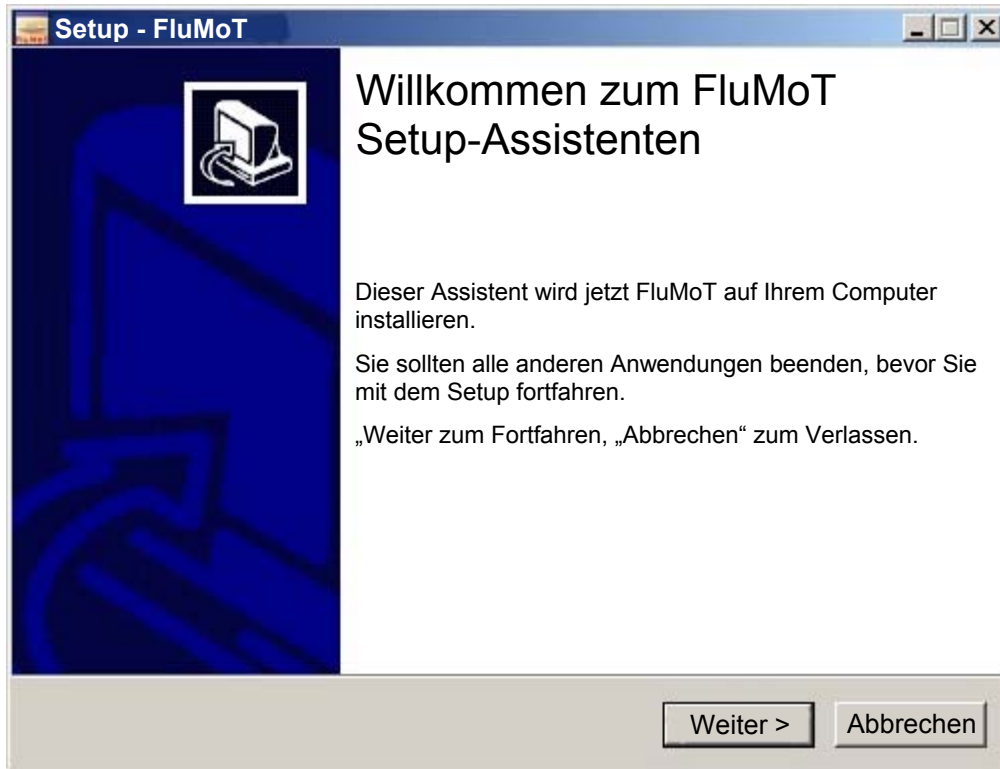 Setup - FluMoT
Willkommen zum FluMoT
Setup-Assistenten
Dieser Assistent wird jetzt FluMoT auf Ihrem Computer
installieren.
Sie sollten alle anderen Anwendungen beenden, bevor Sie
mit dem Setup fortfahren.
„Weiter zum Fortfahren, „Abbrechen“ zum Verlassen.
Weiter >
Abbrechen